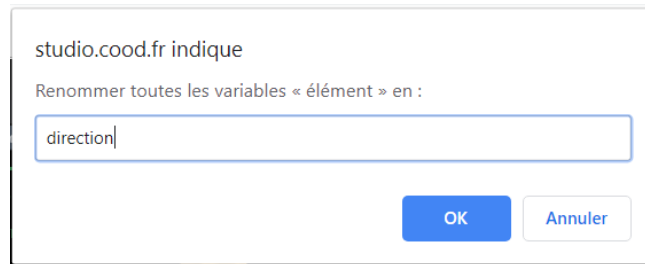 studio.cood.fr indique
Renommer toutes les variables « élément » en :
direction
OK Annuler